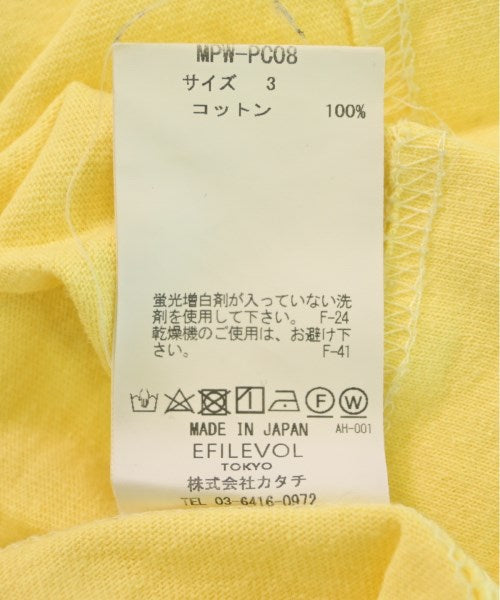 MPW-PC08
サイズ 3
コットン 100%
蛍光増白剤が入っていない洗
剤を使用して下さい。 F-24
乾燥機のご使用は、お避け下
さい。 F-41
F W
MADE IN JAPAN AH-001
EFILEVOL
TOKYO
株式会社カタチ
TEL 03-6416-0972